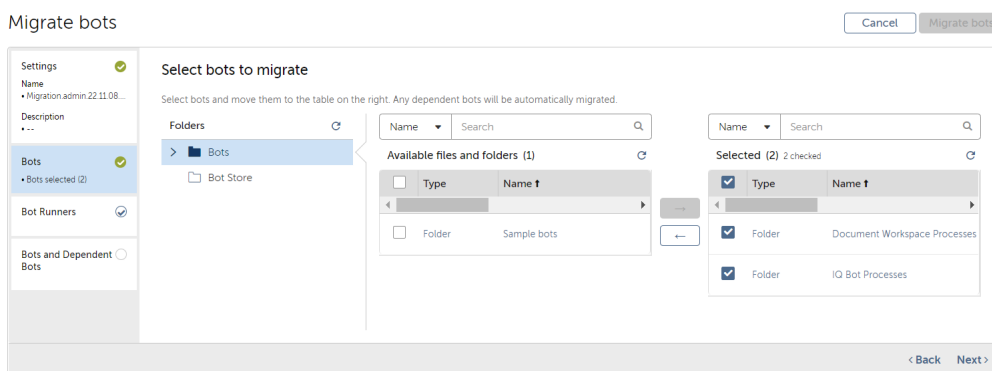 Migrate bots
Cancel
Migrate bots
Settings
Name
• Migration.admin.22.11.08....
Description
• --
Bots
• Bots selected (2)
Bot Runners
Bots and Dependent
Bots
Select bots to migrate
Select bots and move them to the table on the right. Any dependent bots will be automatically migrated.
Folders
Bots
Bot Store
Name
Search
Available files and folders (1)
Type Name
Folder Sample bots
Name
Search
Selected (2) 2 checked
Type Name
Folder Document Workspace Processes
Folder IQ Bot Processes
< Back
Next >